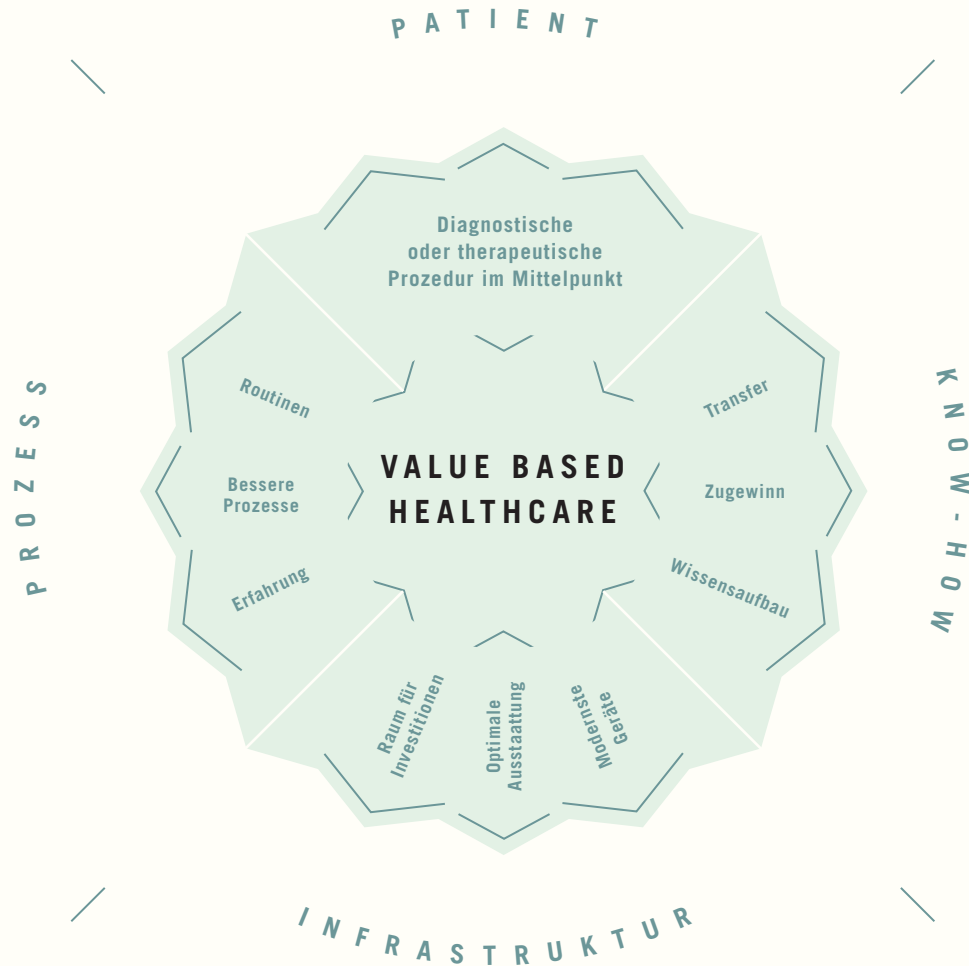 PATIENT
Diagnostische
oder therapeutische
Prozedur im Mittelpunkt
PROZESS
Routinen
Bessere
Prozesse
Erfahrung
VALUE BASED
HEALTHCARE
Transfer
Zugewinn
Wissensaufbau
KNOW-HOW
Raum für
Investitionen
Optimale
Ausstaattung
Modernste
Geräte
INFRASTRUKTUR